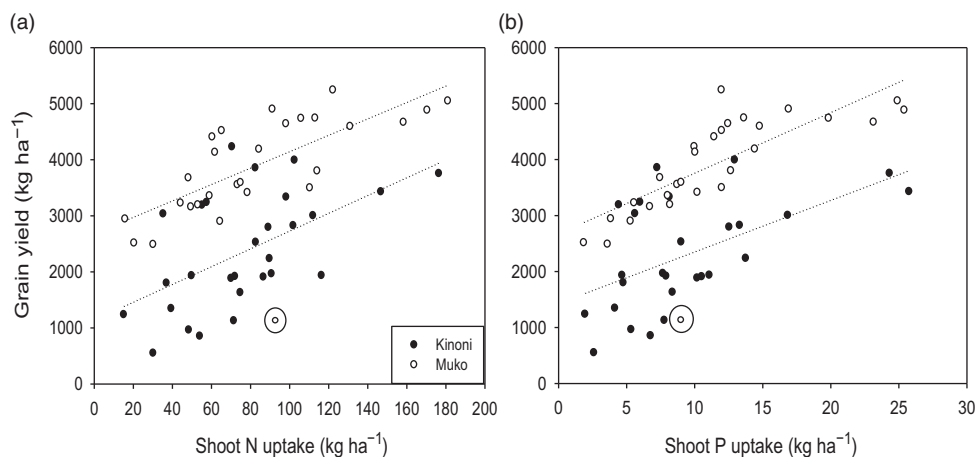 (a)
(b)
Grain yield (kg ha⁻¹)
6000
5000
4000
3000
2000
1000
0
Kinoni
Muko
0 20 40 60 80 100 120 140 160 180 200
Shoot N uptake (kg ha⁻¹)
6000
5000
4000
3000
2000
1000
0
0 5 10 15 20 25 30
Shoot P uptake (kg ha⁻¹)